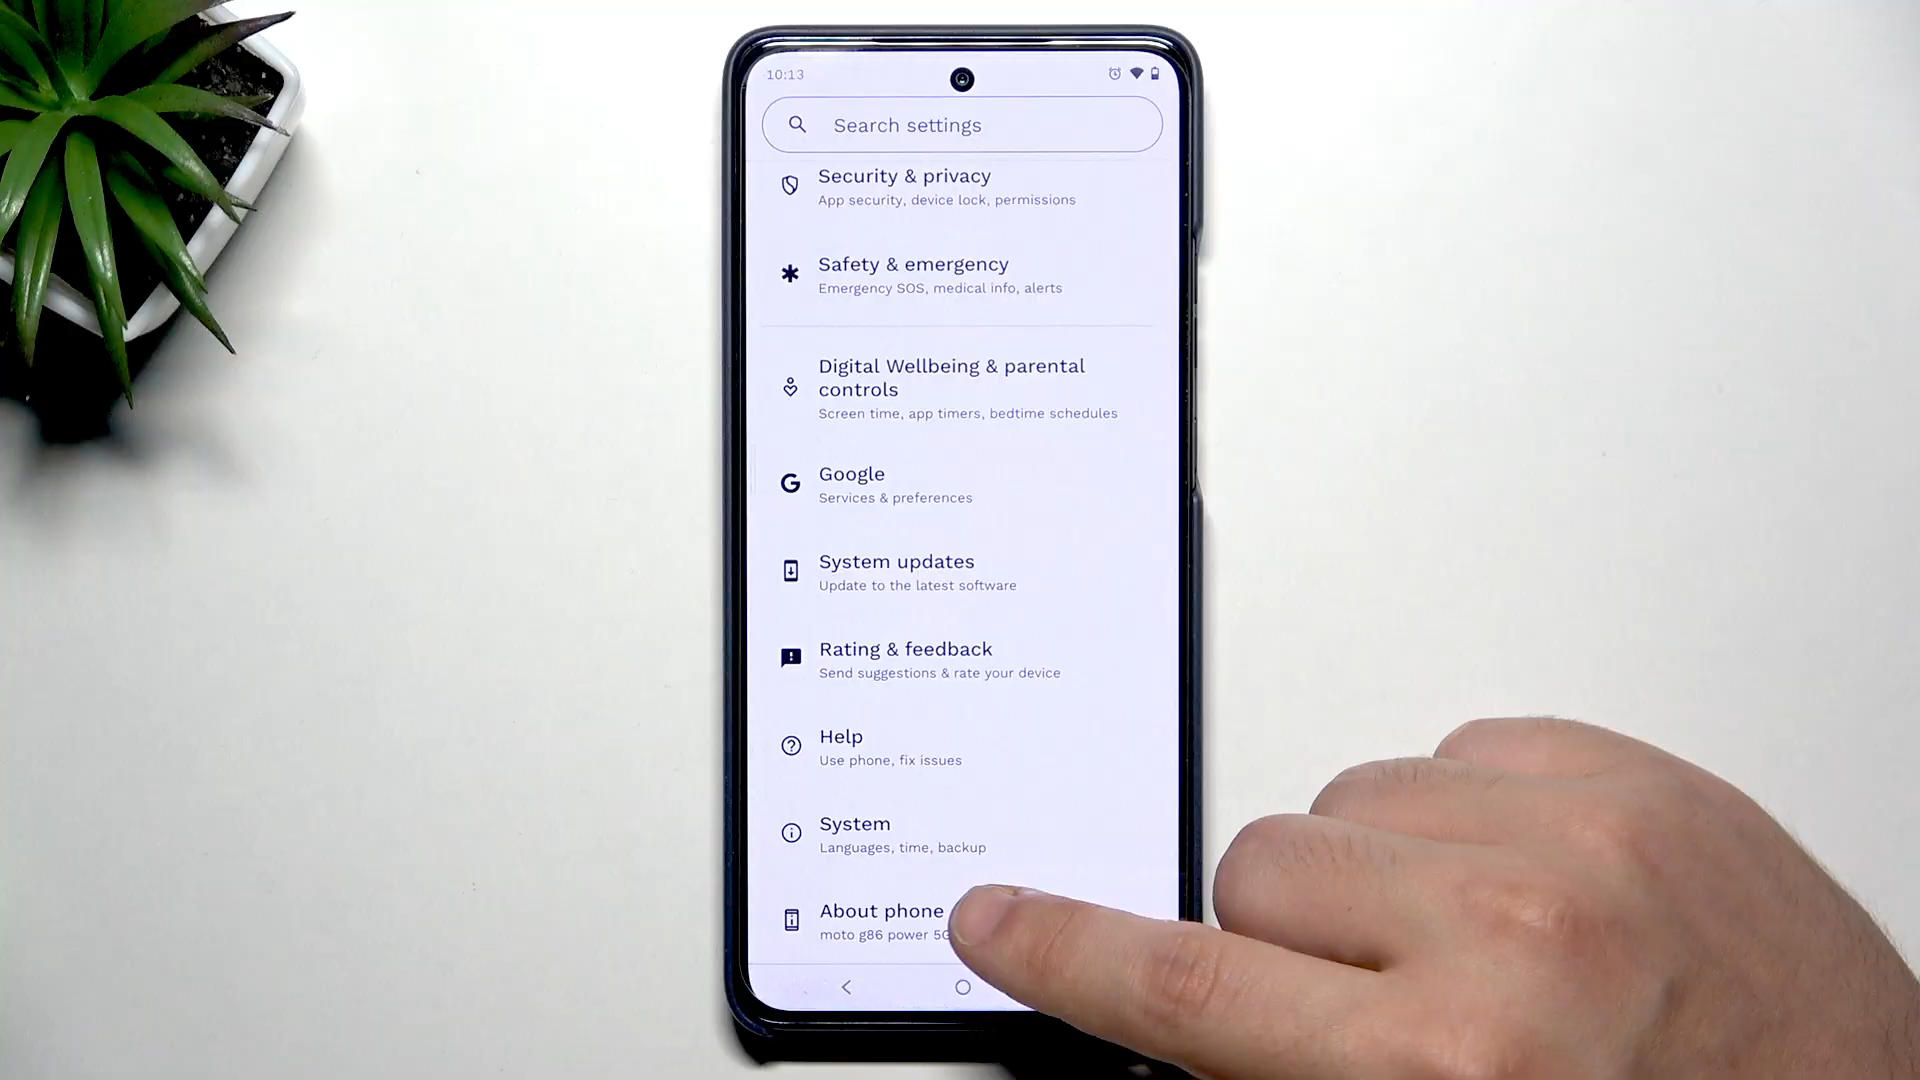 10:13
Search settings
Security & privacy
App security, device lock, permissions
Safety & emergency
Emergency SOS, medical info, alerts
Digital Wellbeing & parental
controls
Screen time, app timers, bedtime schedules
Google
Services & preferences
System updates
Update to the latest software
Rating & feedback
Send suggestions & rate your device
Help
Use phone, fix issues
System
Languages, time, backup
About phone
moto g86 power 5G